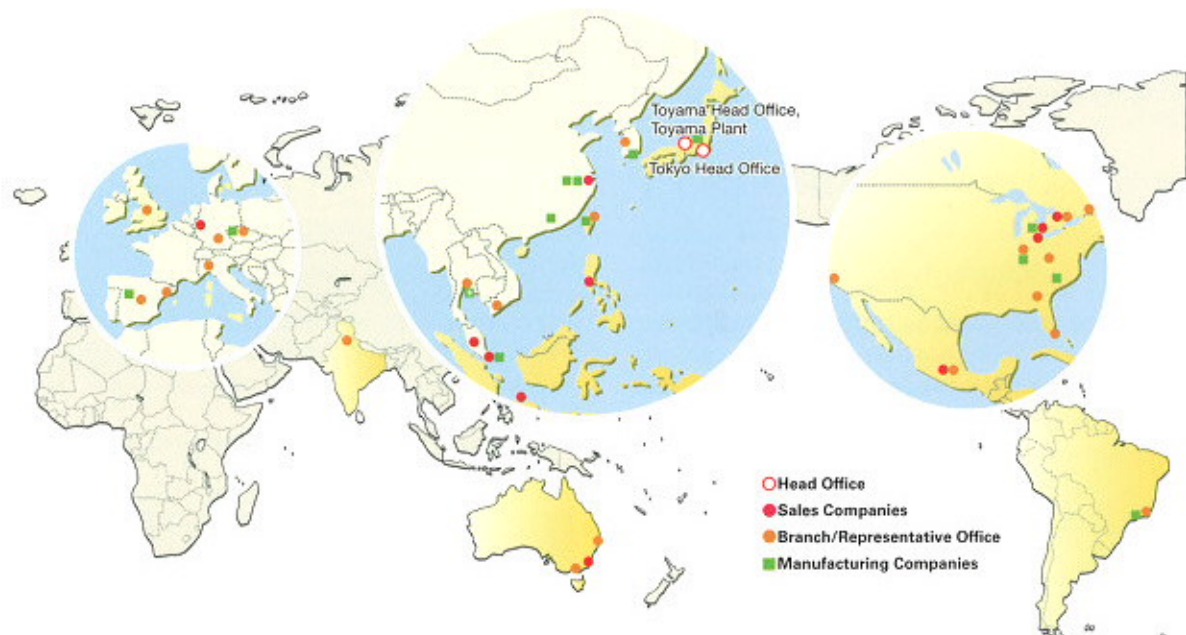 Toyama Head Office,
Toyama Plant
Tokyo Head Office
Head Office
Sales Companies
Branch/Representative Office
Manufacturing Companies